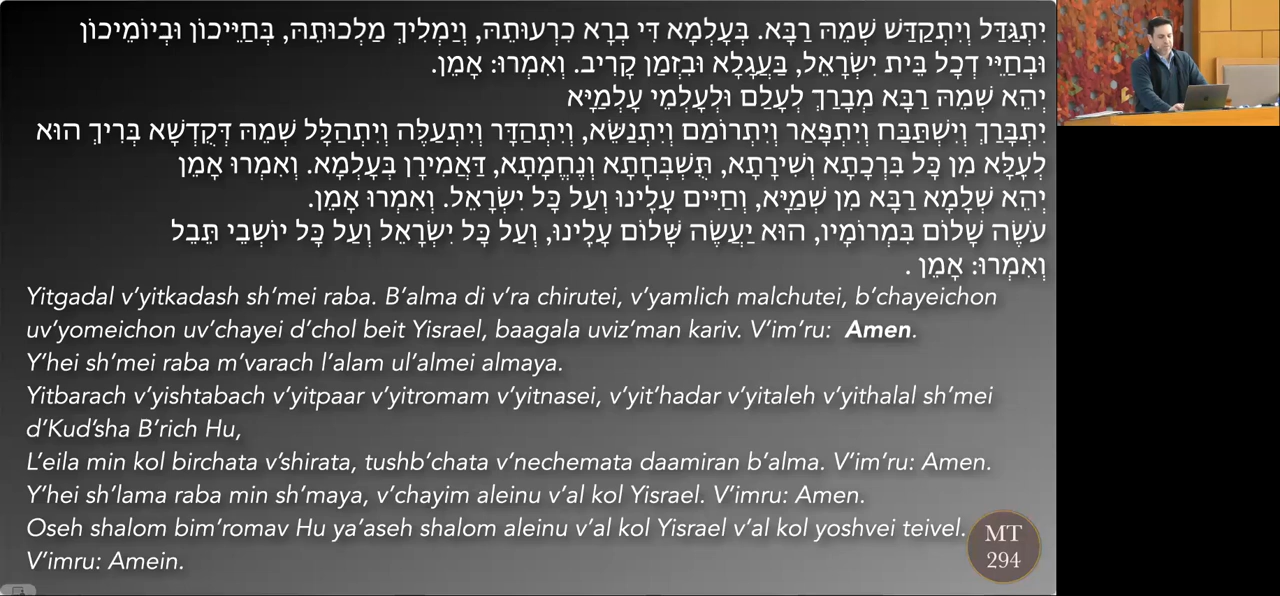 יִתְגַּדַּל וְיִתְקַדַּשׁ שְׁמֵהּ רַבָּא. בְּעָלְמָא דִּי בְרָא כִרְעוּתֵהּ, וְיַמְלִיךְ מַלְכוּתֵהּ, בְּחַיֵּיכוֹן וּבְיוֹמֵיכוֹן
וּבְחַיֵּי דְכָל בֵּית יִשְׂרָאֵל, בַּעֲגָלָא וּבִזְמַן קָרִיב. וְאִמְרוּ: אָמֵן.
יְהֵא שְׁמֵהּ רַבָּא מְבָרַךְ לְעָלַם וּלְעָלְמֵי עָלְמַיָּא
יִתְבָּרַךְ וְיִשְׁתַּבַּח וְיִתְפָּאַר וְיִתְרוֹמַם וְיִתְנַשֵּׂא, וְיִתְהַדָּר וְיִתְעַלֶּה וְיִתְהַלָּל שְׁמֵהּ דְּקֻדְשָׁא בְּרִיךְ הוּא
לְעֵלָּא מִן כָּל בִּרְכָתָא וְשִׁירָתָא, תֻּשְׁבְּחָתָא וְנֶחֱמָתָא, דַּאֲמִירָן בְּעָלְמָא. וְאִמְרוּ אָמֵן
יְהֵא שְׁלָמָא רַבָּא מִן שְׁמַיָּא, וְחַיִּים עָלֵינוּ וְעַל כָּל יִשְׂרָאֵל. וְאִמְרוּ אָמֵן.
עֹשֶׂה שָׁלוֹם בִּמְרוֹמָיו, הוּא יַעֲשֶׂה שָׁלוֹם עָלֵינוּ, וְעַל כָּל יִשְׂרָאֵל וְעַל כָּל יוֹשְׁבֵי תֵּבֵל
וְאִמְרוּ: אָמֵן .
Yitgadal v’yitkadash sh’mei raba. B’alma di v’ra chirutei, v’yamlich malchutei, b’chayeichon
uv’yomeichon uv’chayei d’chol beit Yisrael, baagala uviz’man kariv. V’im’ru: Amen.
Y’hei sh’mei raba m’varach l’alam ul’almei almaya.
Yitbarach v’yishtabach v’yitpaar v’yitromam v’yitnasei, v’yit’hadar v’yitaleh v’yithalal sh’mei
d’Kud’sha B’rich Hu,
L’eila min kol birchata v’shirata, tushb’chata v’nechemata daamiran b’alma. V’im’ru: Amen.
Y’hei sh’lama raba min sh’maya, v’chayim aleinu v’al kol Yisrael. V’imru: Amen.
Oseh shalom bim’romav Hu ya’aseh shalom aleinu v’al kol Yisrael v’al kol yoshvei teivel.
V’imru: Amein.
MT
294